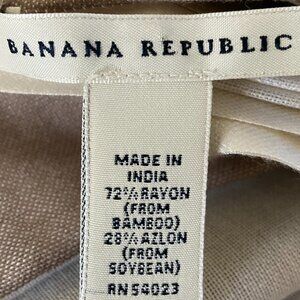 BANANA REPUBLIC
MADE IN
INDIA
72% RAYON
(FROM
BAMBOO)
28% AZLON
(FROM
SOYBEAN)
RN 54023